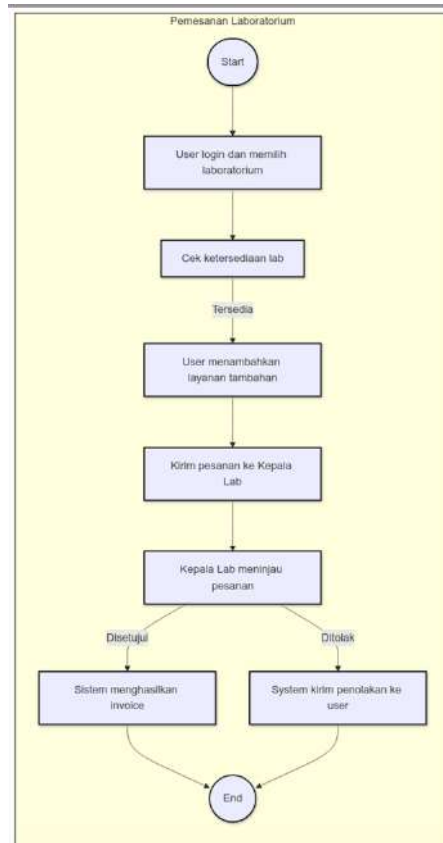 Pemesanan Laboratorium
Start
User login dan memilih
laboratorium
Cek ketersediaan lab
Tersedia
User menambahkan
layanan tambahan
Kirim pesanan ke Kepala
Lab
Kepala Lab meninjau
pesanan
Disetujui
Ditolak
Sistem menghasilkan
invoice
System kirim penolakan ke
user
End